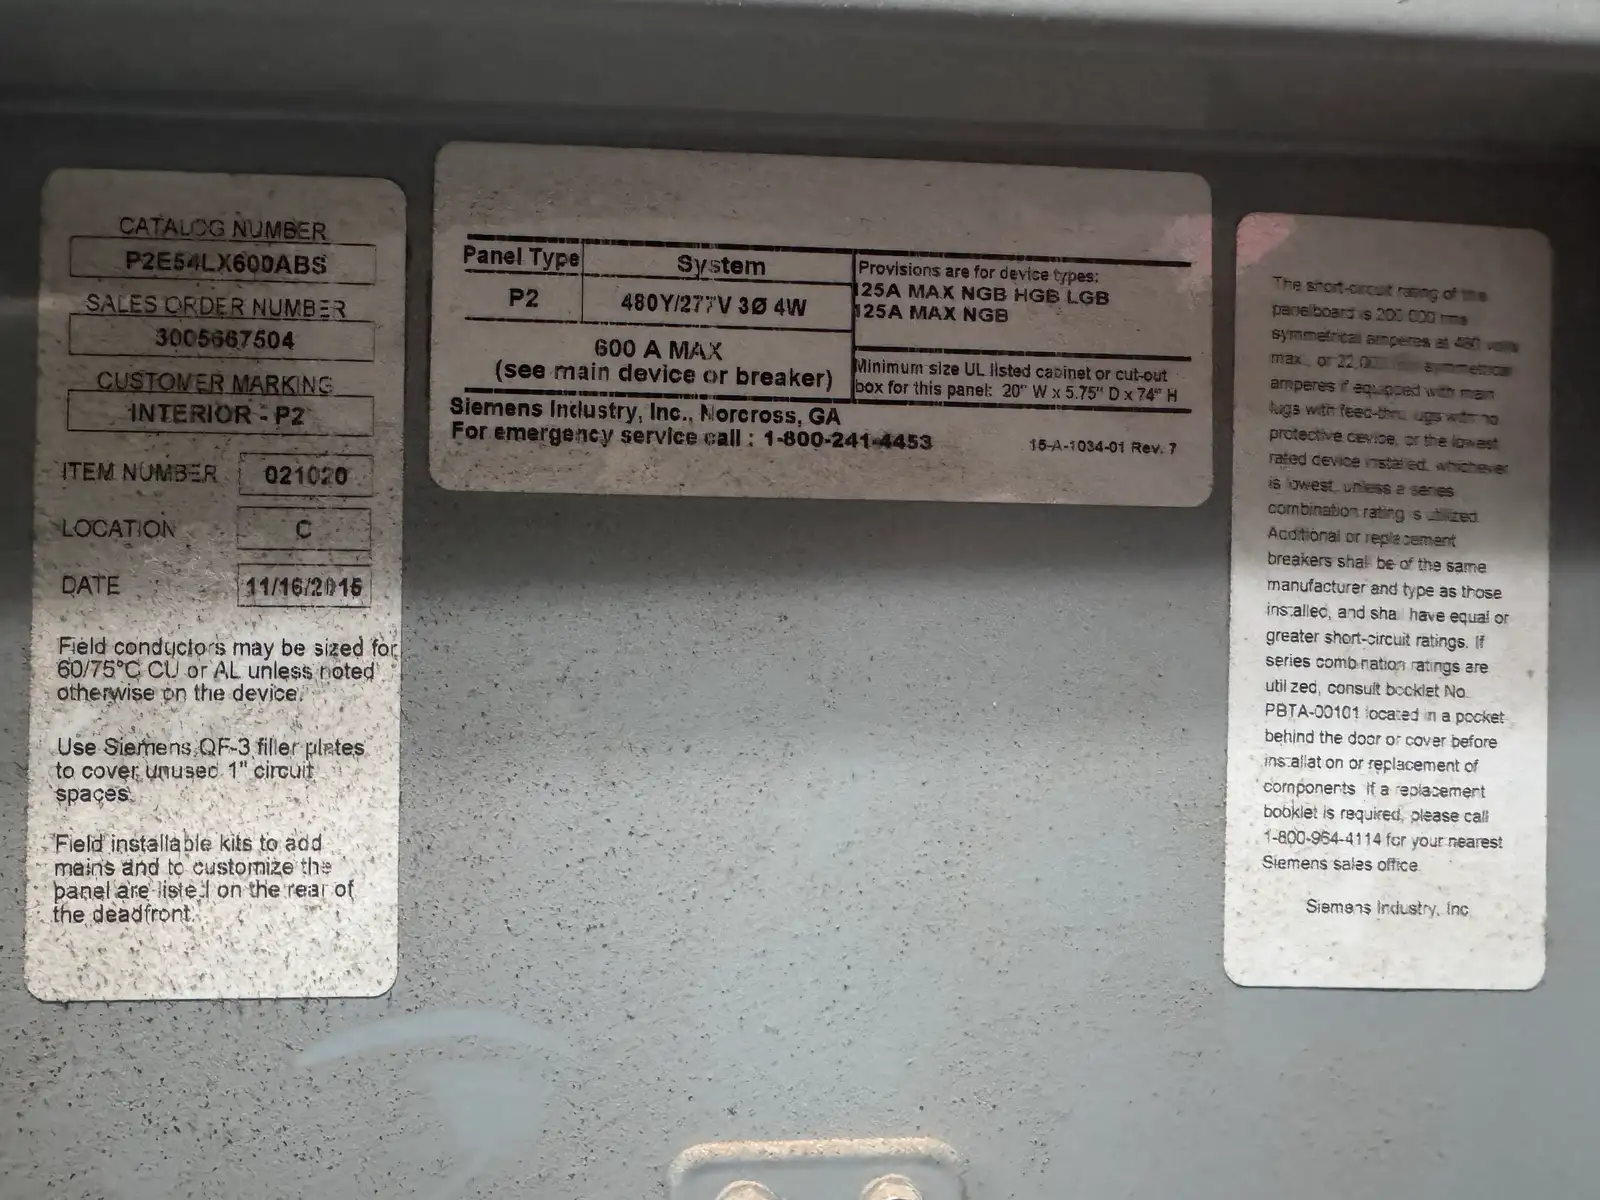 CATALOG NUMBER
P2E54LX600ABS
SALES ORDER NUMBER
3005667504
CUSTOMER MARKING
INTERIOR - P2
ITEM NUMBER 021020
LOCATION C
DATE 11/16/2015
Field conductors may be sized for
60/75°C CU or AL unless noted
otherwise on the device.
Use Siemens QF-3 filler plates
to cover unused 1" circuit
spaces.
Field installable kits to add
mains and to customize the
panel are listed on the rear of
the deadfront.
Panel Type System
P2 480Y/277V 3Ø 4W
600 A MAX
(see main device or breaker)
Provisions are for device types:
125A MAX NGB HGB LGB
125A MAX NGB
Minimum size UL listed cabinet or cut-out
box for this panel: 20" W x 5.75" D x 74" H
Siemens Industry, Inc., Norcross, GA
For emergency service call : 1-800-241-4453
15-A-1034-01 Rev. 7
The short-circuit rating of this
panelboard is 200 000 rms
symmetrical amperes at 480 volts
max., or 22,000 rms symmetrical
amperes if equipped with main
lugs with feed-thru lugs with no
protective device, or the lowest
rated device installed, whichever
is lowest, unless a series
combination rating is utilized.
Additional or replacement
breakers shall be of the same
manufacturer and type as those
installed, and shall have equal or
greater short-circuit ratings. If
series combination ratings are
utilized, consult booklet No.
PBTA-00101 located in a pocket
behind the door or cover before
installation or replacement of
components. If a replacement
booklet is required, please call
1-800-964-4114 for your nearest
Siemens sales office.
Siemens Industry, Inc